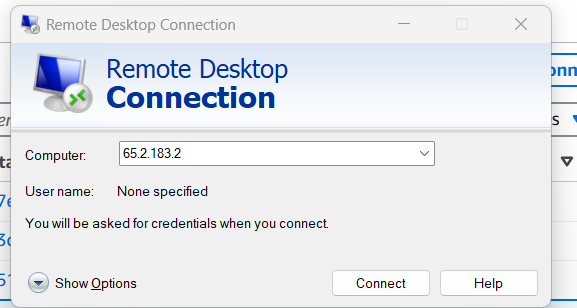 Remote Desktop Connection
Remote Desktop
Connection
Computer: 65.2.183.2
User name: None specified
You will be asked for credentials when you connect.
Show Options Connect Help